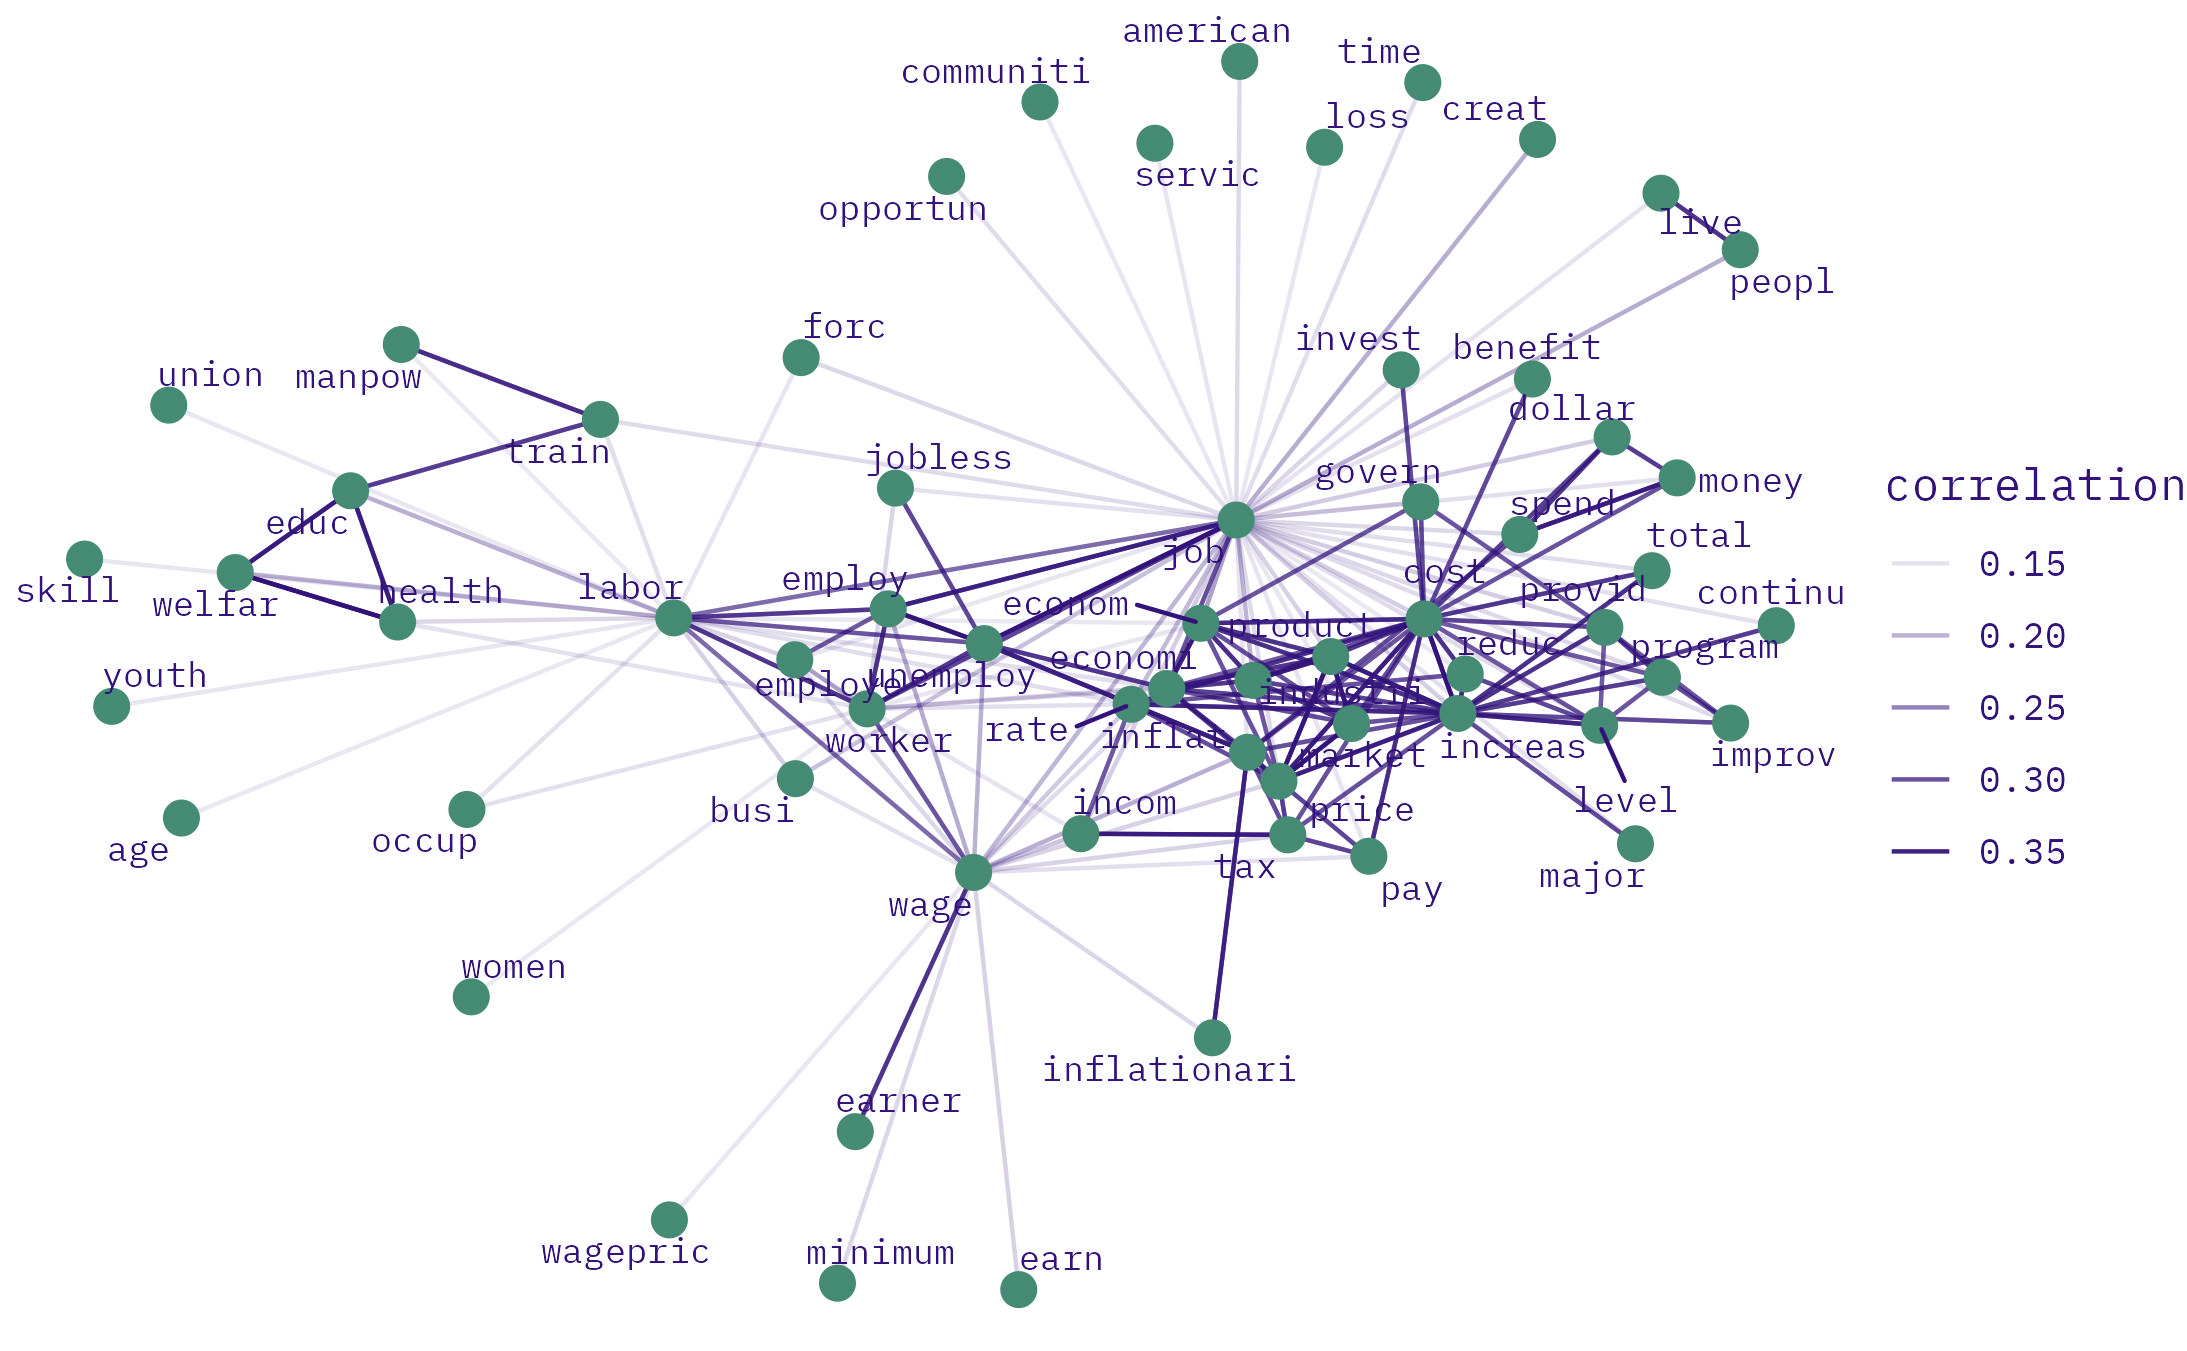 american
time
communiti
creat
loss
servic
opportun
live
peopl
forc
invest
benefit
union
manpow
dollar
train
jobless
govern
money
correlation
spend
educ
total
job
0.15
cost
employ
labor
provid
skill
welfar
health
continu
econom
product
0.20
reduc
program
economi
youth
unemploy
employe
industri
0.25
rate
inflat
worker
increas
market
improv
0.30
level
incom
price
busi
occup
age
0.35
tax
major
pay
wage
women
inflationari
earner
wagepric
minimum
earn